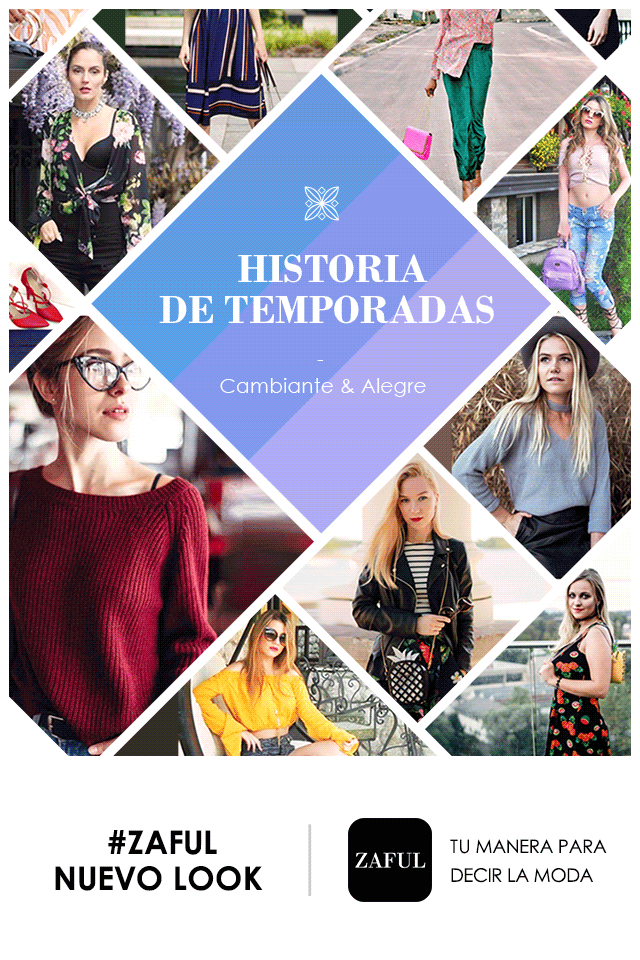 HISTORIA
DE TEMPORADAS
-
Cambiante & Alegre
#ZAFUL
NUEVO LOOK
ZAFUL
TU MANERA PARA
DECIR LA MODA